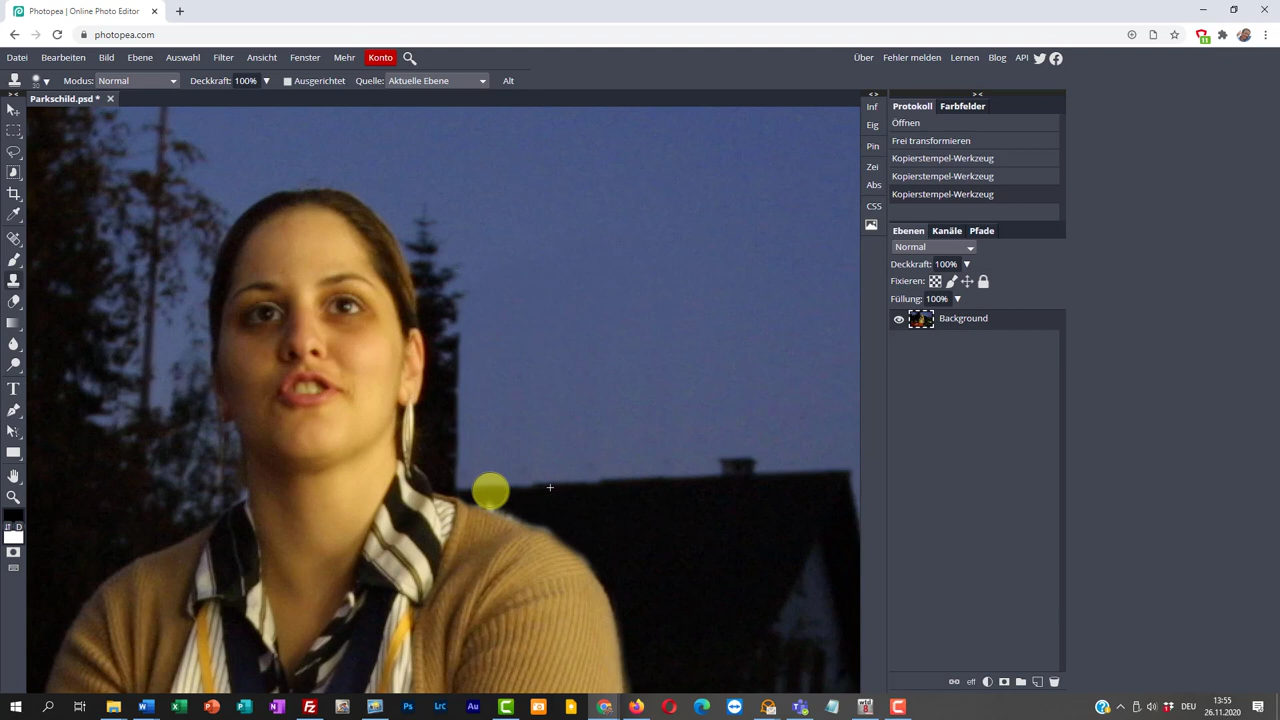 Photopea | Online Photo Editor
photopea.com
11
Datei Bearbeiten Bild Ebene Auswahl Filter Ansicht Fenster Mehr Konto
Über Fehler melden Lernen Blog API
30 Modus: Normal Deckkraft: 100% Ausgerichtet Quelle: Aktuelle Ebene Alt
Parkschild.psd *
Inf
Eig
Pin
Zei
Abs
CSS
Protokoll Farbfelder
Öffnen
Frei transformieren
Kopierstempel-Werkzeug
Kopierstempel-Werkzeug
Kopierstempel-Werkzeug
Ebenen Kanäle Pfade
Normal
Deckkraft: 100%
Fixieren:
Füllung: 100%
Background
eff
D
DEU
13:55
26.11.2020